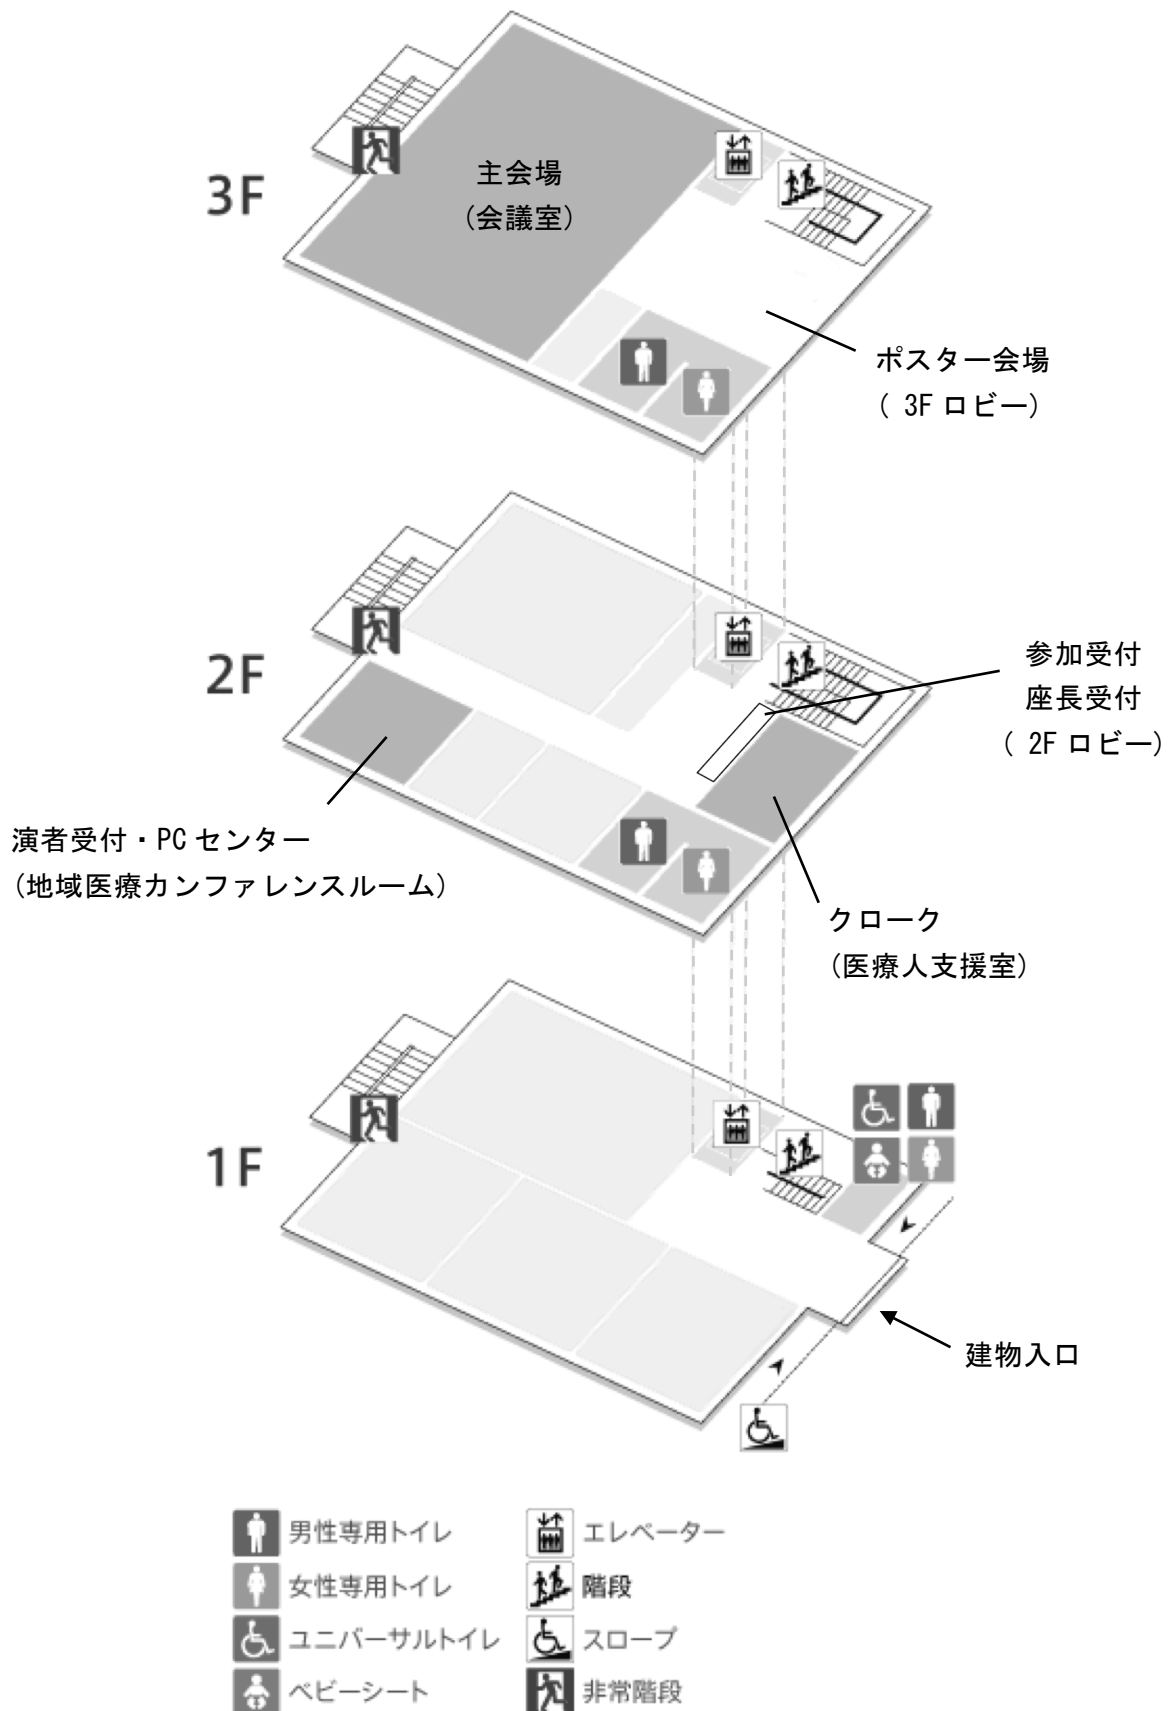 3F
主会場
(会議室)
ポスター会場
( 3F ロビー)
2F
参加受付
座長受付
( 2F ロビー)
演者受付・PC センター
(地域医療カンファレンスルーム)
クローク
(医療人支援室)
1F
建物入口
男性専用トイレ
エレベーター
女性専用トイレ
階段
ユニバーサルトイレ
スロープ
ベビーシート
非常階段